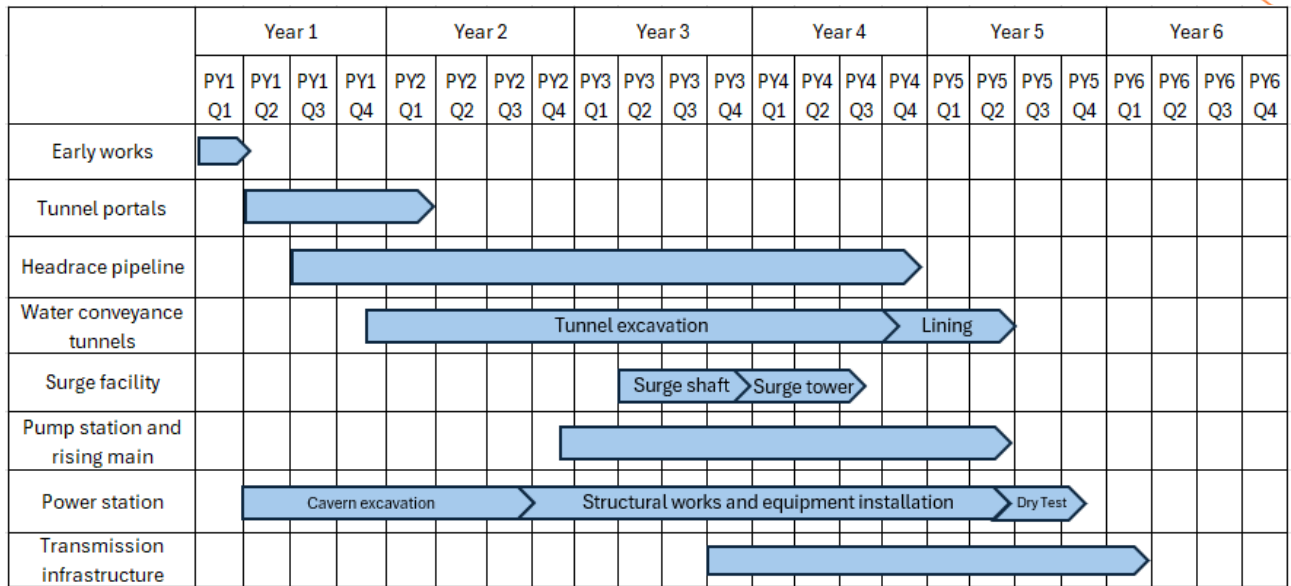 Year 1 Year 2 Year 3 Year 4 Year 5 Year 6
PY1 PY1 PY1 PY1 PY2 PY2 PY2 PY2 PY3 PY3 PY3 PY3 PY4 PY4 PY4 PY4 PY5 PY5 PY5 PY5 PY6 PY6 PY6 PY6
Q1 Q2 Q3 Q4 Q1 Q2 Q3 Q4 Q1 Q2 Q3 Q4 Q1 Q2 Q3 Q4 Q1 Q2 Q3 Q4 Q1 Q2 Q3 Q4
Early works
Tunnel portals
Headrace pipeline
Water conveyance
tunnels
Tunnel excavation Lining
Surge facility Surge shaft Surge tower
Pump station and
rising main
Power station Cavern excavation Structural works and equipment installation Dry Test
Transmission
infrastructure